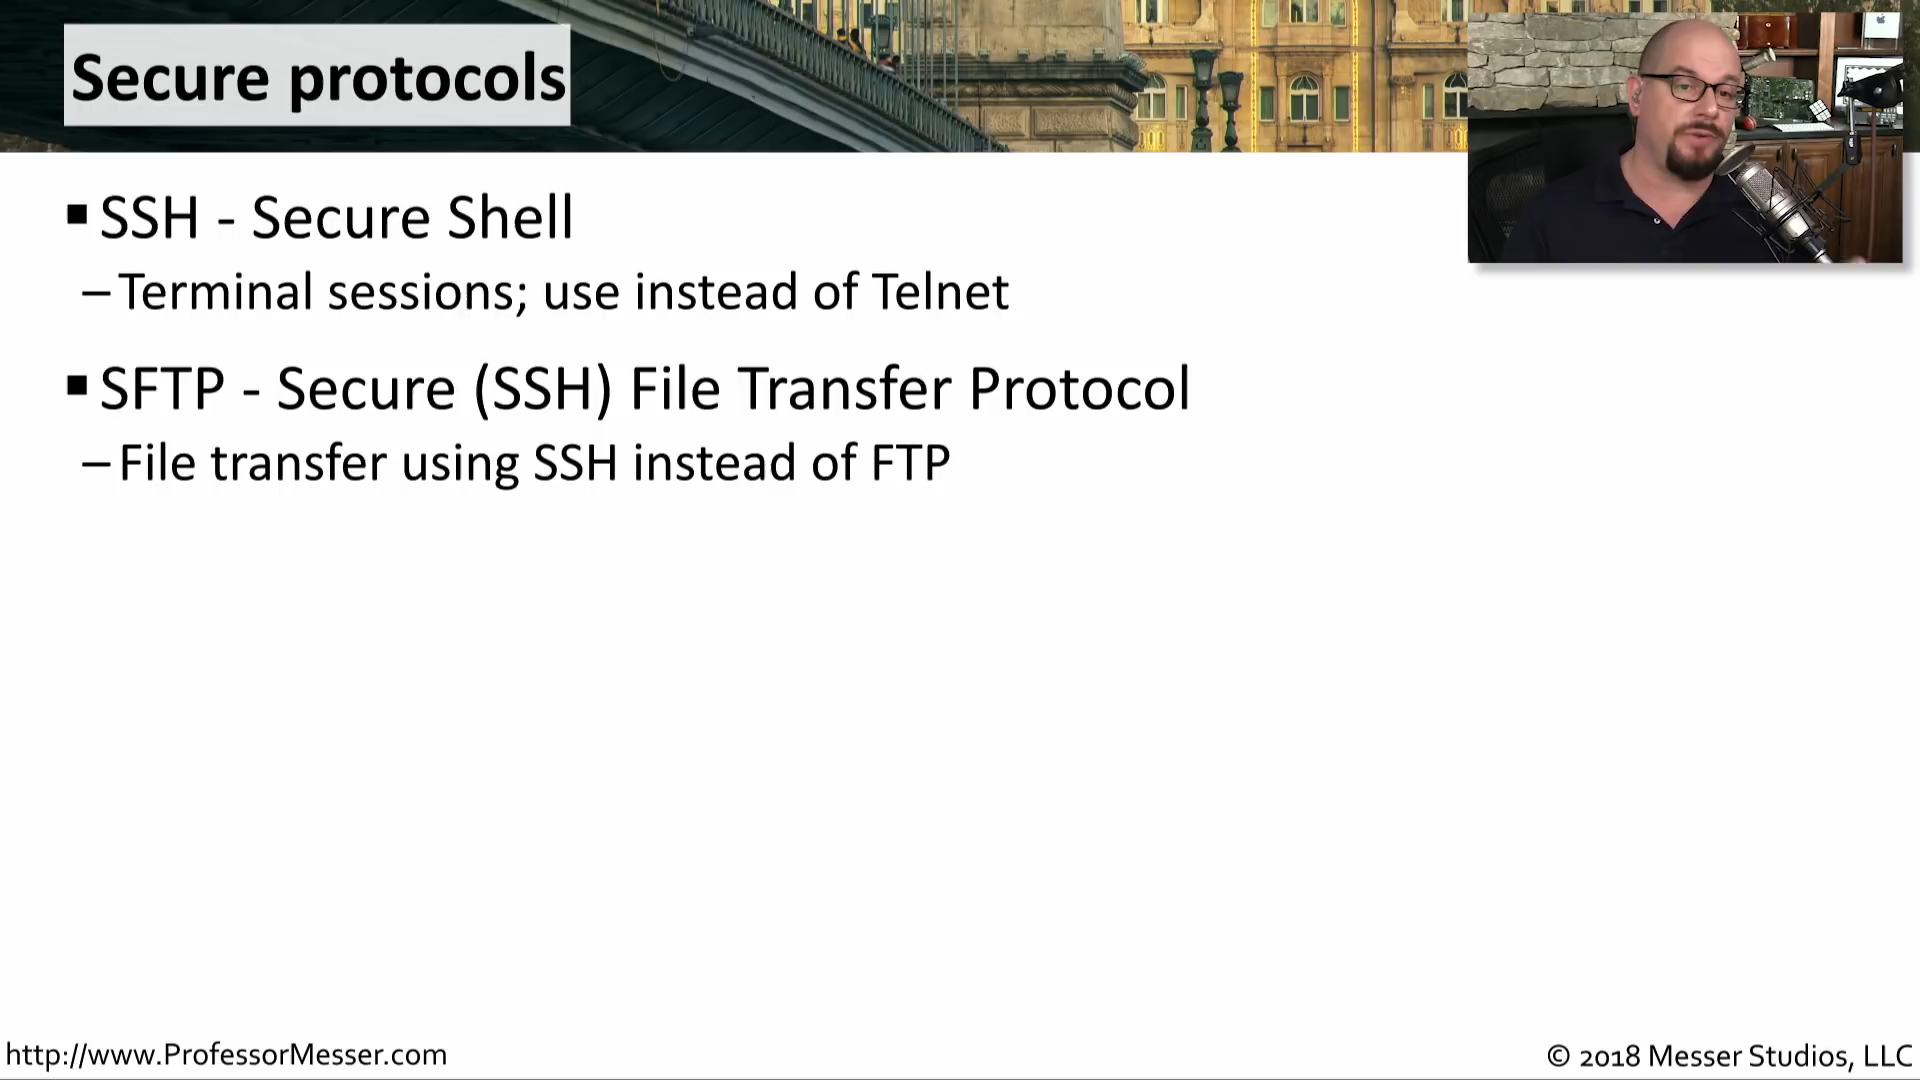 Secure protocols
▪ SSH - Secure Shell
– Terminal sessions; use instead of Telnet
▪ SFTP - Secure (SSH) File Transfer Protocol
– File transfer using SSH instead of FTP
http://www.ProfessorMesser.com
© 2018 Messer Studios, LLC